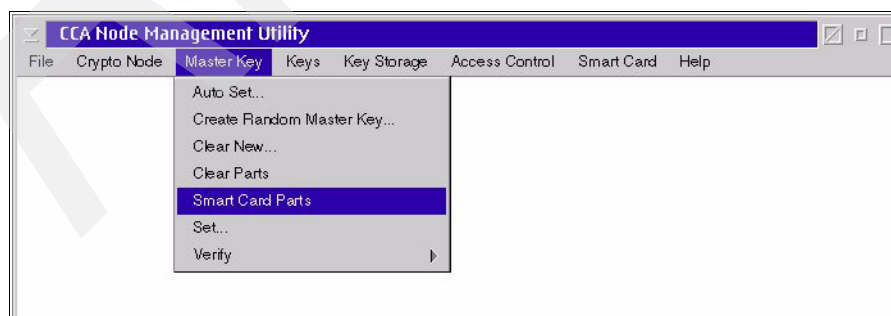 CCA Node Management Utility
File Crypto Node Master Key Keys Key Storage Access Control Smart Card Help
Auto Set...
Create Random Master Key...
Clear New...
Clear Parts
Smart Card Parts
Set...
Verify